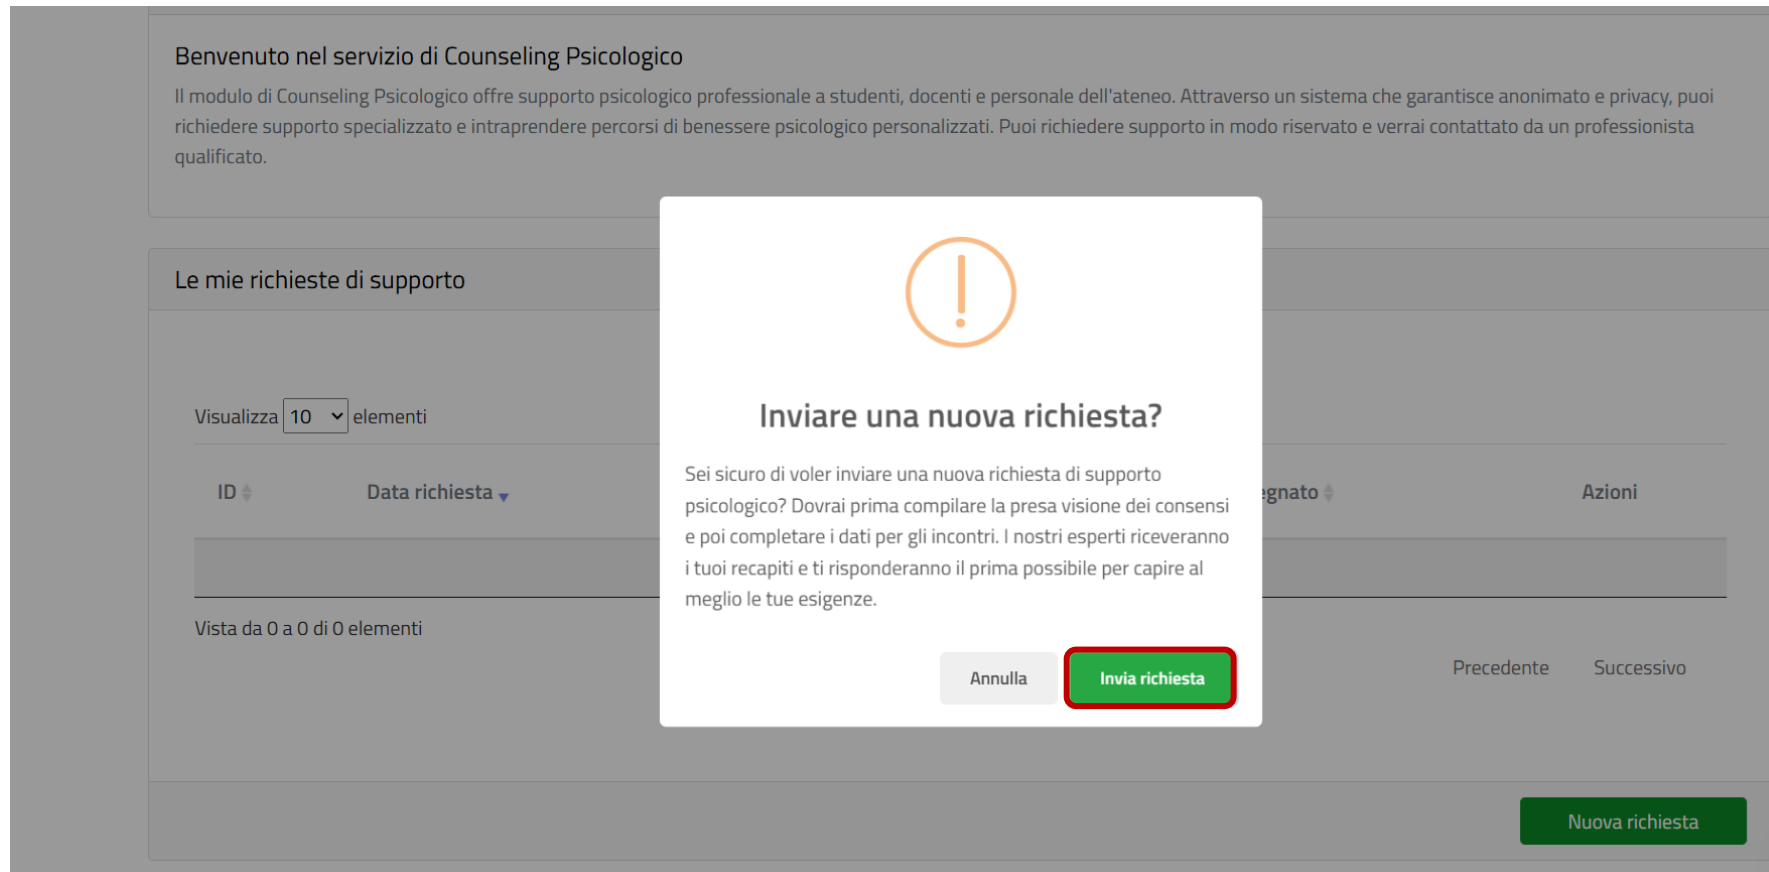 Benvenuto nel servizio di Counseling Psicologico
Il modulo di Counseling Psicologico offre supporto psicologico professionale a studenti, docenti e personale dell'ateneo. Attraverso un sistema che garantisce anonimato e privacy, puoi
richiedere supporto specializzato e intraprendere percorsi di benessere psicologico personalizzati. Puoi richiedere supporto in modo riservato e verrai contattato da un professionista
qualificato.
Le mie richieste di supporto
Visualizza 10 elementi
ID Data richiesta egnato Azioni
Vista da 0 a 0 di 0 elementi
Precedente Successivo
Nuova richiesta
Inviare una nuova richiesta?
Sei sicuro di voler inviare una nuova richiesta di supporto
psicologico? Dovrai prima compilare la presa visione dei consensi
e poi completare i dati per gli incontri. I nostri esperti riceveranno
i tuoi recapiti e ti risponderanno il prima possibile per capire al
meglio le tue esigenze.
Annulla Invia richiesta